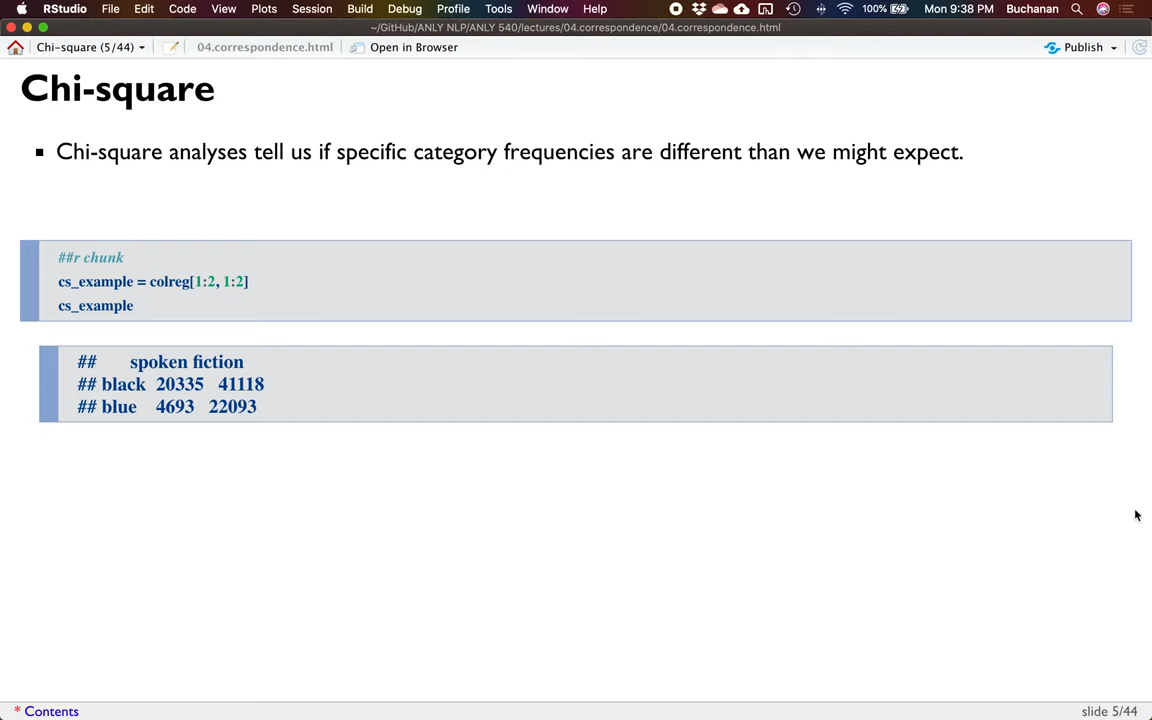 RStudio File Edit Code View Plots Session Build Debug Profile Tools Window Help 100% Mon 9:38 PM Buchanan
~/GitHub/ANLY NLP/ANLY 540/lectures/04.correspondence/04.correspondence.html
Chi-square (5/44) 04.correspondence.html Open in Browser Publish
Chi-square
▪ Chi-square analyses tell us if specific category frequencies are different than we might expect.
##r chunk
cs_example = colreg[1:2, 1:2]
cs_example
## spoken fiction
## black 20335 41118
## blue 4693 22093
* Contents slide 5/44